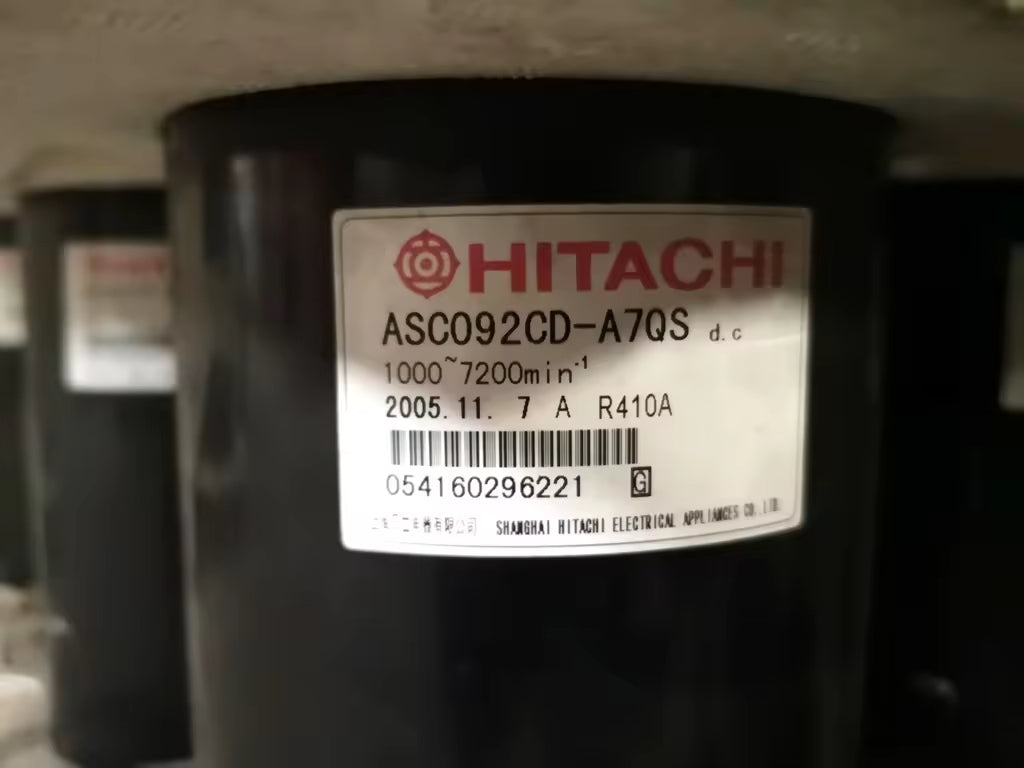 HITACHI
ASC092CD-A7QS d.c
1000~7200min⁻¹
2005.11. 7 A R410A
054160296221 G
SHANGHAI HITACHI ELECTRICAL APPLIANCES CO.,LTD.